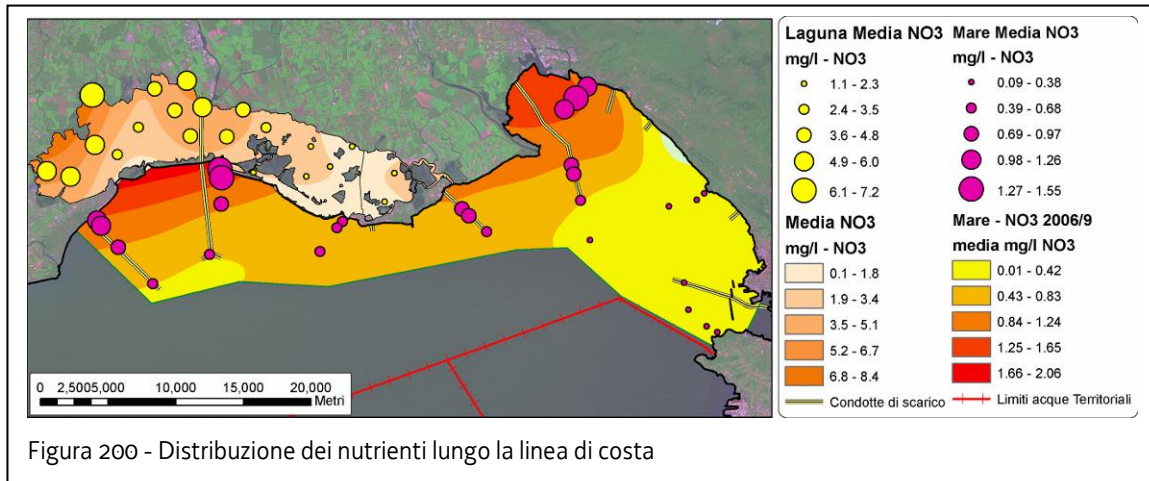 Laguna Media NO3
mg/l - NO3
1.1 - 2.3
2.4 - 3.5
3.6 - 4.8
4.9 - 6.0
6.1 - 7.2
Mare Media NO3
mg/l - NO3
0.09 - 0.38
0.39 - 0.68
0.69 - 0.97
0.98 - 1.26
1.27 - 1.55
Media NO3
mg/l - NO3
0.1 - 1.8
1.9 - 3.4
3.5 - 5.1
5.2 - 6.7
6.8 - 8.4
Condotte di scarico
Mare - NO3 2006/9
media mg/l NO3
0.01 - 0.42
0.43 - 0.83
0.84 - 1.24
1.25 - 1.65
1.66 - 2.06
Limiti acque Territoriali
0 2,5005,000 10,000 15,000 20,000
Metri
Figura 200 - Distribuzione dei nutrienti lungo la linea di costa